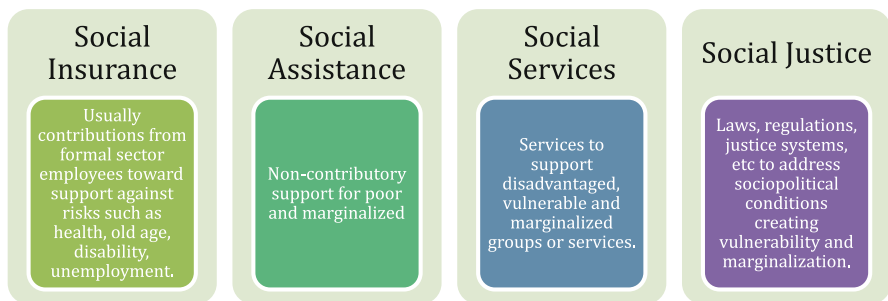 Social
Insurance
Usually
contributions from
formal sector
employees toward
support against
risks such as
health, old age,
disability,
unemployment.
Social
Assistance
Non-contributory
support for poor
and marginalized
Social
Services
Services to
support
disadvantaged,
vulnerable and
marginalized
groups or services.
Social Justice
Laws, regulations,
justice systems,
etc to address
sociopolitical
conditions
creating
vulnerability and
marginalization.